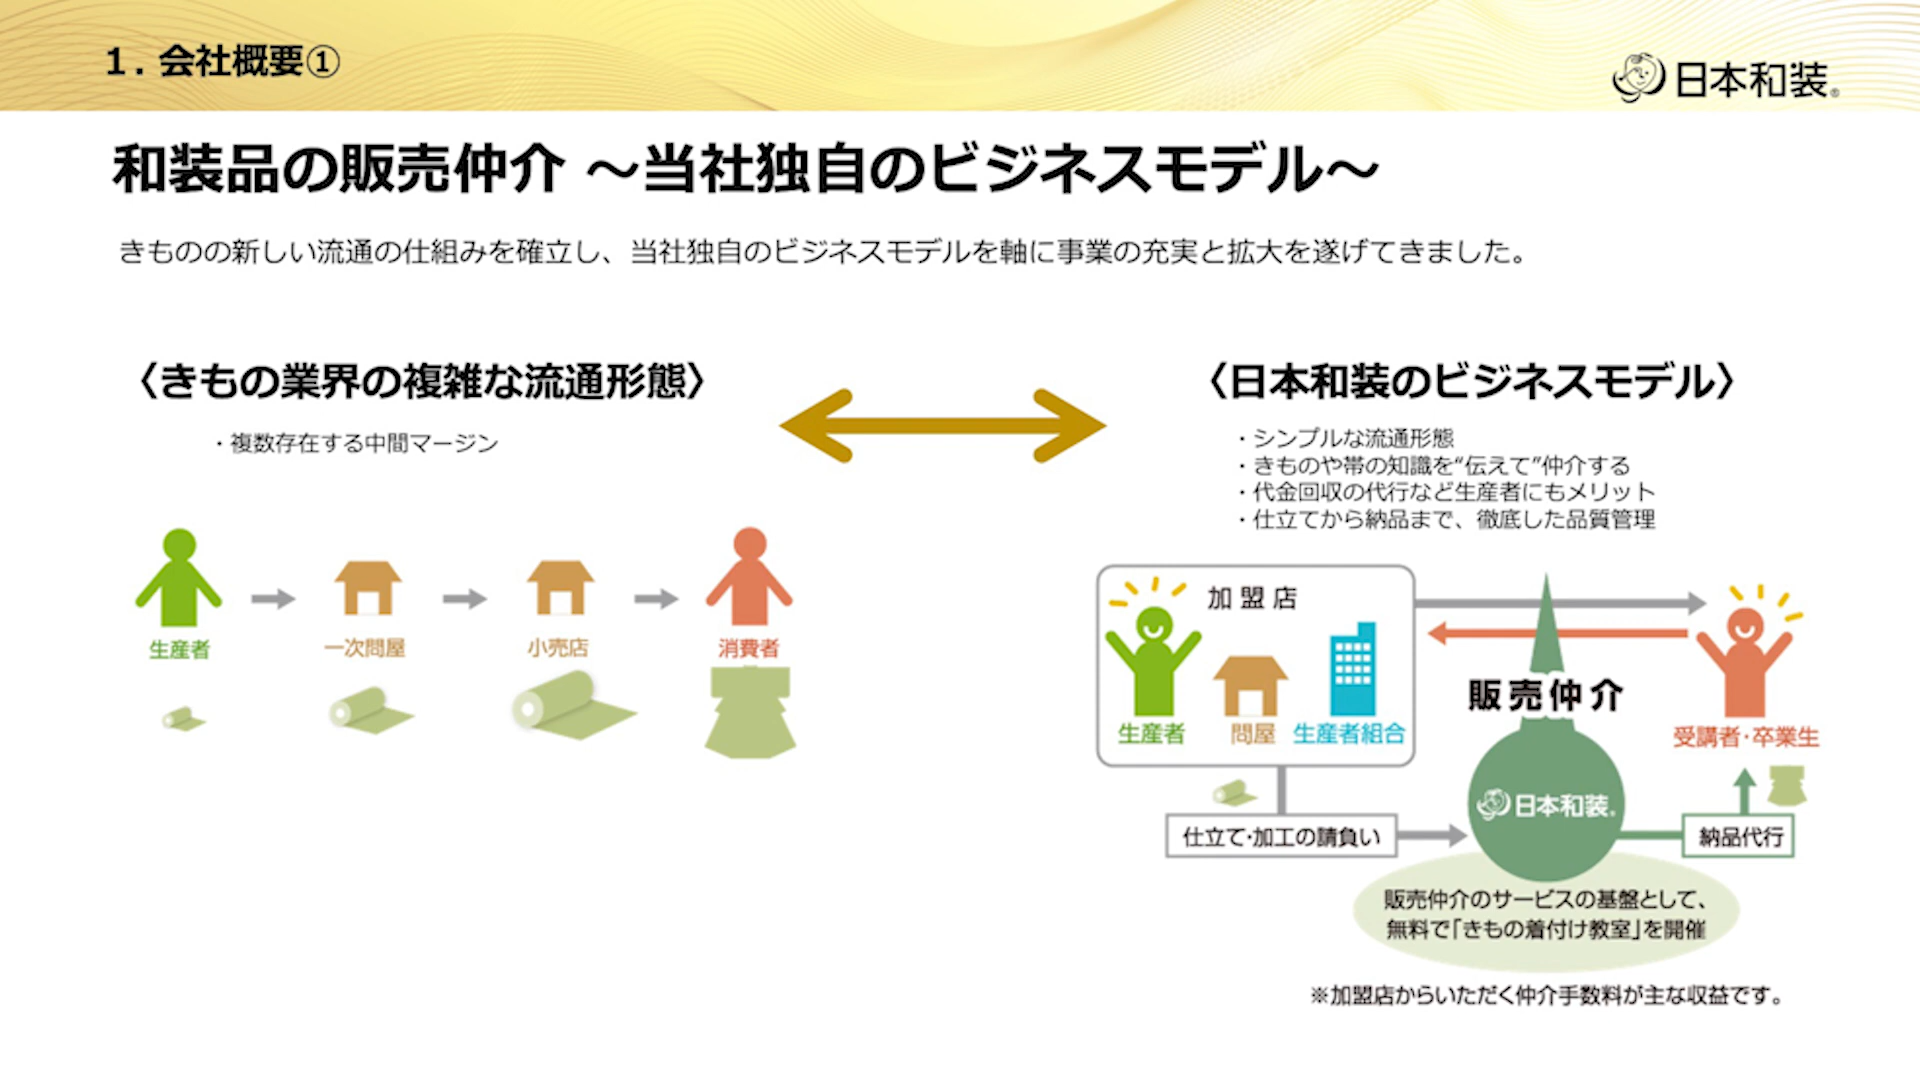 1. 会社概要①
日本和装®
和装品の販売仲介 ～当社独自のビジネスモデル～
きものの新しい流通の仕組みを確立し、当社独自のビジネスモデルを軸に事業の充実と拡大を遂げてきました。
〈きもの業界の複雑な流通形態〉
・複数存在する中間マージン
生産者
一次問屋
小売店
消費者
〈日本和装のビジネスモデル〉
・シンプルな流通形態
・きものや帯の知識を“伝えて”仲介する
・代金回収の代行など生産者にもメリット
・仕立てから納品まで、徹底した品質管理
加盟店
生産者
問屋
生産者組合
販売仲介
受講者・卒業生
仕立て・加工の請負い
日本和装®
納品代行
販売仲介のサービスの基盤として、
無料で「きもの着付け教室」を開催
※加盟店からいただく仲介手数料が主な収益です。